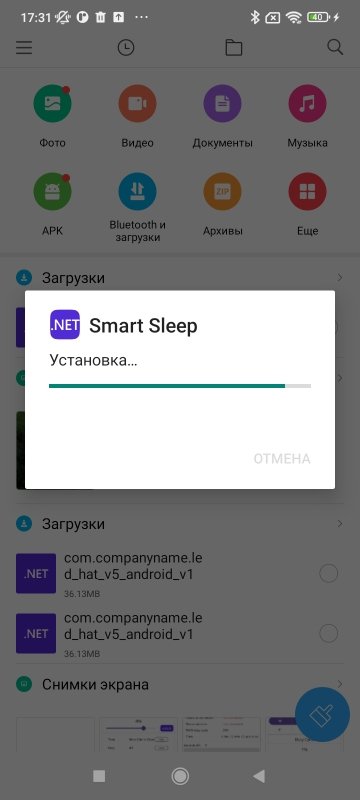 17:31
40
Фото
Видео
Документы
Музыка
ZIP
APK
Bluetooth и
загрузки
Архивы
Еще
Загрузки
.NET
Smart Sleep
Установка...
ОТМЕНА
Загрузки
.NET
com.companyname.le
d_hat_v5_android_v1
36.13MB
.NET
com.companyname.le
d_hat_v5_android_v1
36.13MB
Снимки экрана